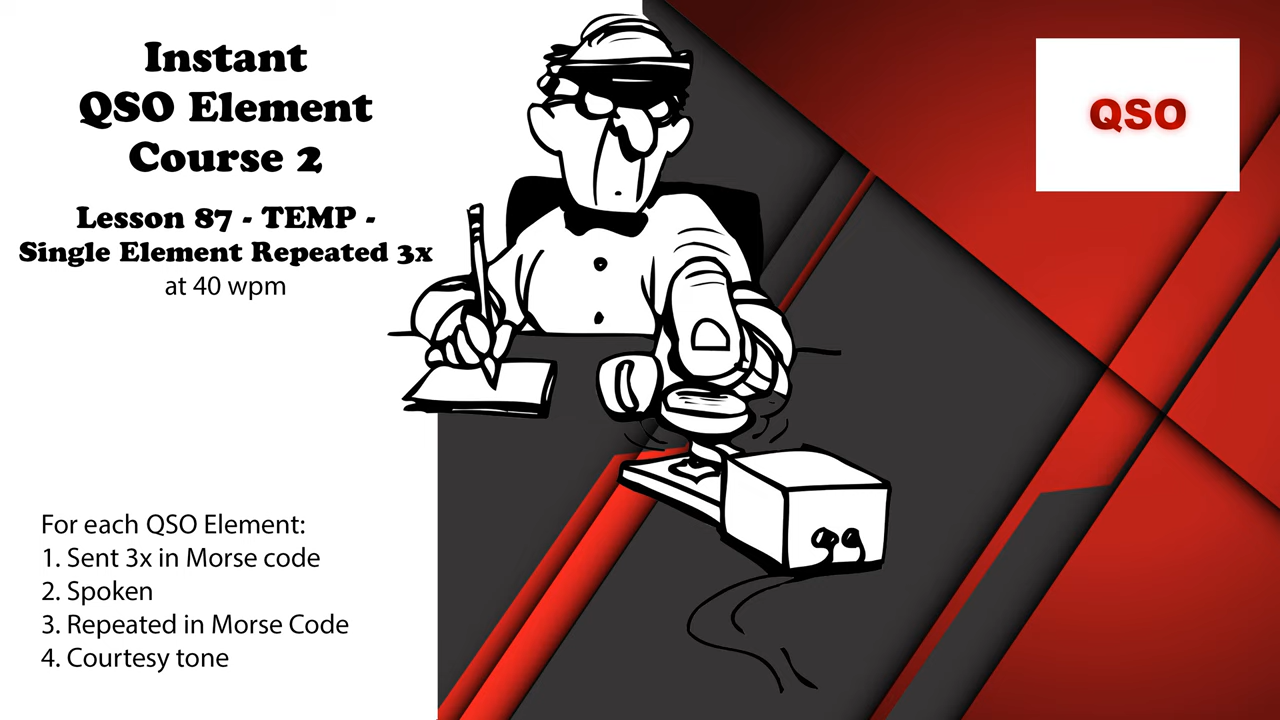 Instant
QSO Element
Course 2
Lesson 87 - TEMP -
Single Element Repeated 3x
at 40 wpm
QSO
For each QSO Element:
1. Sent 3x in Morse code
2. Spoken
3. Repeated in Morse Code
4. Courtesy tone